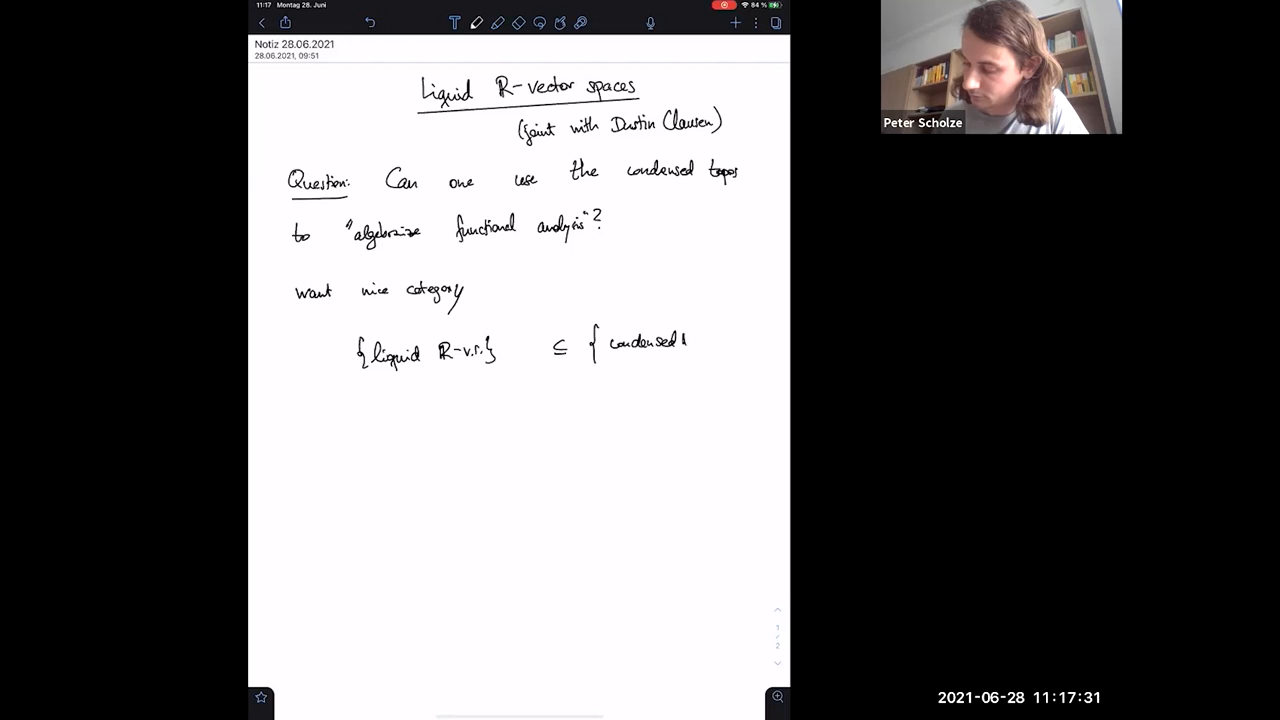 11:17 Montag 28. Juni
84 %
Notiz 28.06.2021
28.06.2021, 09:51
Liquid ℝ-vector spaces
(joint with Dustin Clausen)
Question: Can one use the condensed topos
to "algebraize functional analysis"?
want nice category
{liquid ℝ-v.s.} ⊆ { condensed
1
/
2
Peter Scholze
2021-06-28 11:17:31